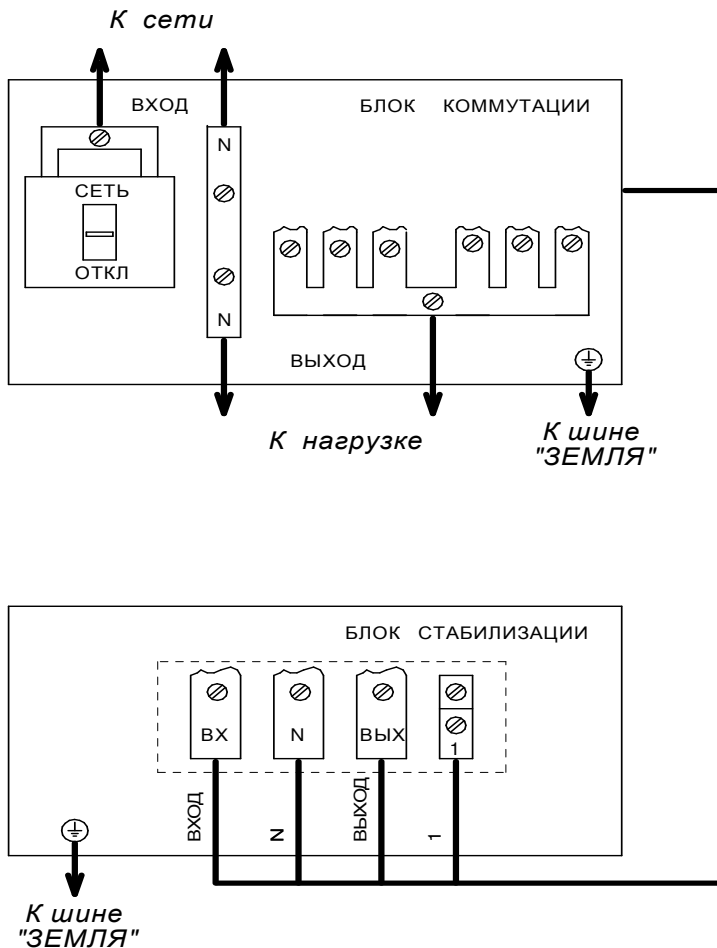 К сети
ВХОД
БЛОК КОММУТАЦИИ
N
СЕТЬ
ОТКЛ
N
ВЫХОД
К нагрузке
К шине
"ЗЕМЛЯ"
БЛОК СТАБИЛИЗАЦИИ
ВХ
N
ВЫХ
1
ВХОД
N
ВЫХОД
1
К шине
"ЗЕМЛЯ"